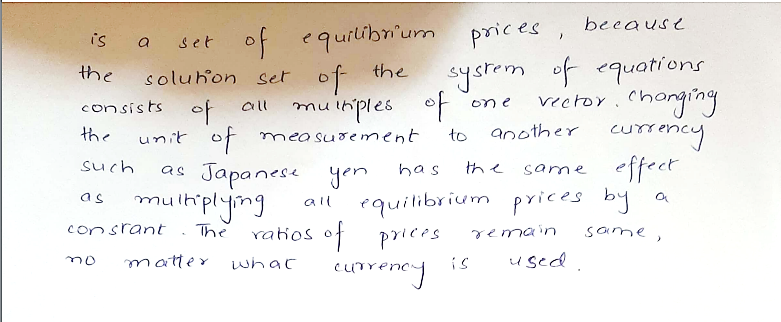 is a set of equilibrium prices, because
the solution set of the system of equations
consists of all multiples of one vector. Changing
the unit of measurement to another currency
such as Japanese yen has the same effect
as multiplying all equilibrium prices by a
constant. The ratios of prices remain same,
no matter what currency is used.